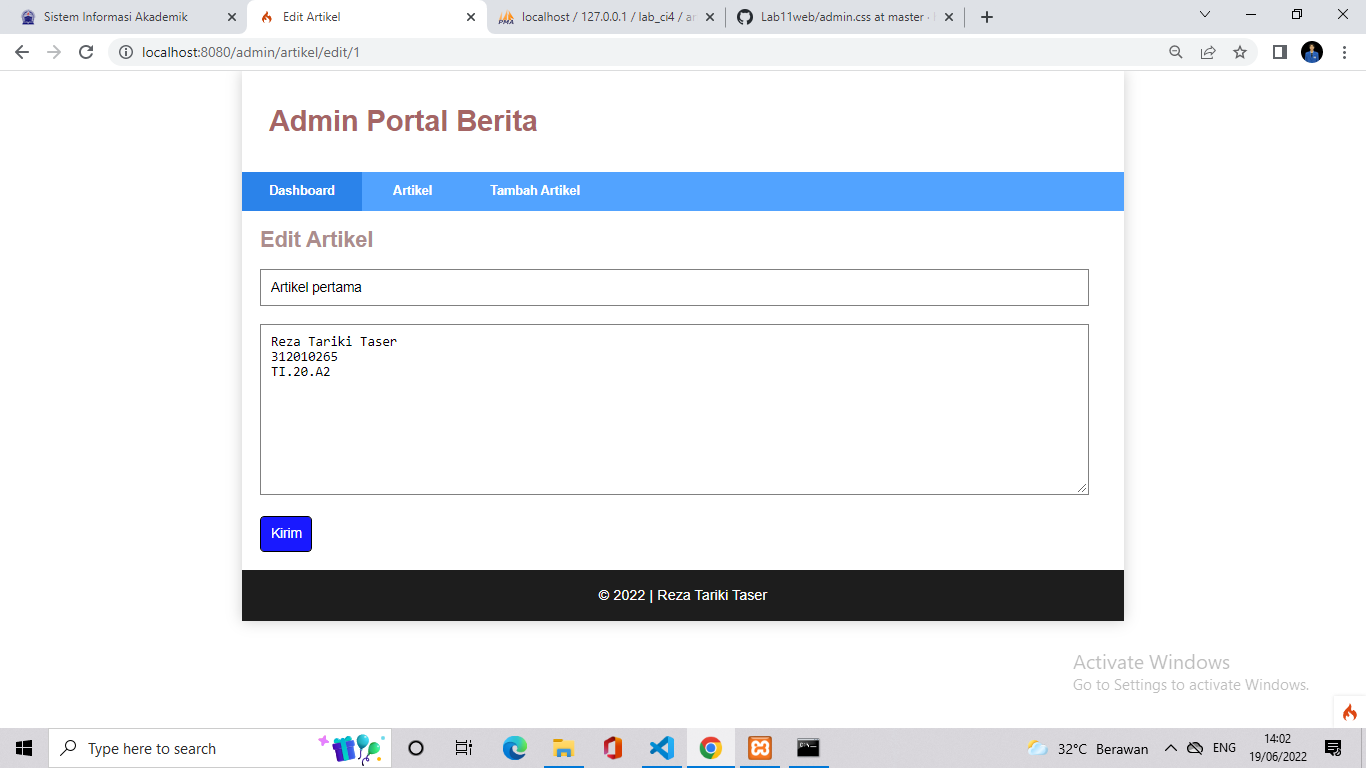 Sistem Informasi Akademik
Edit Artikel
localhost / 127.0.0.1 / lab_ci4 / ar
Lab11web/admin.css at master ·
localhost:8080/admin/artikel/edit/1
Admin Portal Berita
Dashboard Artikel Tambah Artikel
Edit Artikel
Artikel pertama
Reza Tariki Taser
312010265
TI.20.A2
Kirim
© 2022 | Reza Tariki Taser
Activate Windows
Go to Settings to activate Windows.
Type here to search
32°C Berawan
ENG
14:02
19/06/2022